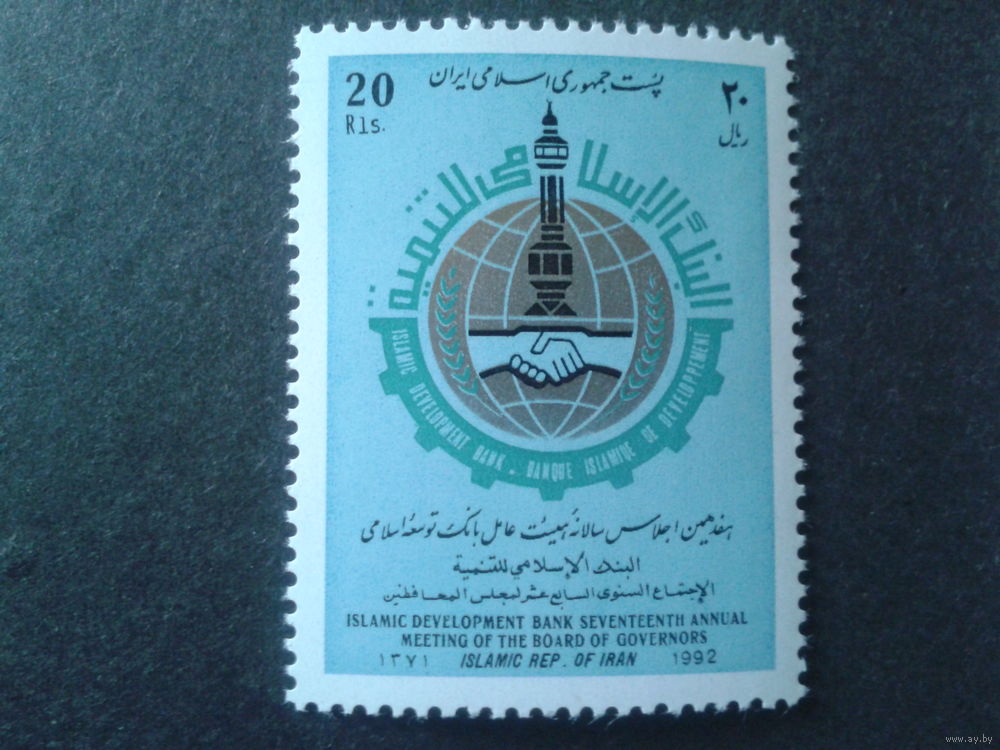 پست جمهوری اسلامی ایران
20
Rls.
۲۰
ریال
البنك الإسلامي للتنمية
ISLAMIC DEVELOPMENT BANK . BANQUE ISLAMIQE DE DEVELOPPEMENT
هفدهمین اجلاس سالانه هیئت عامل بانک توسعه اسلامی
البنك الإسلامي للتنمية
الإجتماع السنوى السابع عشر لمجلس المحافظين
ISLAMIC DEVELOPMENT BANK SEVENTEENTH ANNUAL
MEETING OF THE BOARD OF GOVERNORS
۱۳۷۱ ISLAMIC REP. OF IRAN 1992
www.ay.by